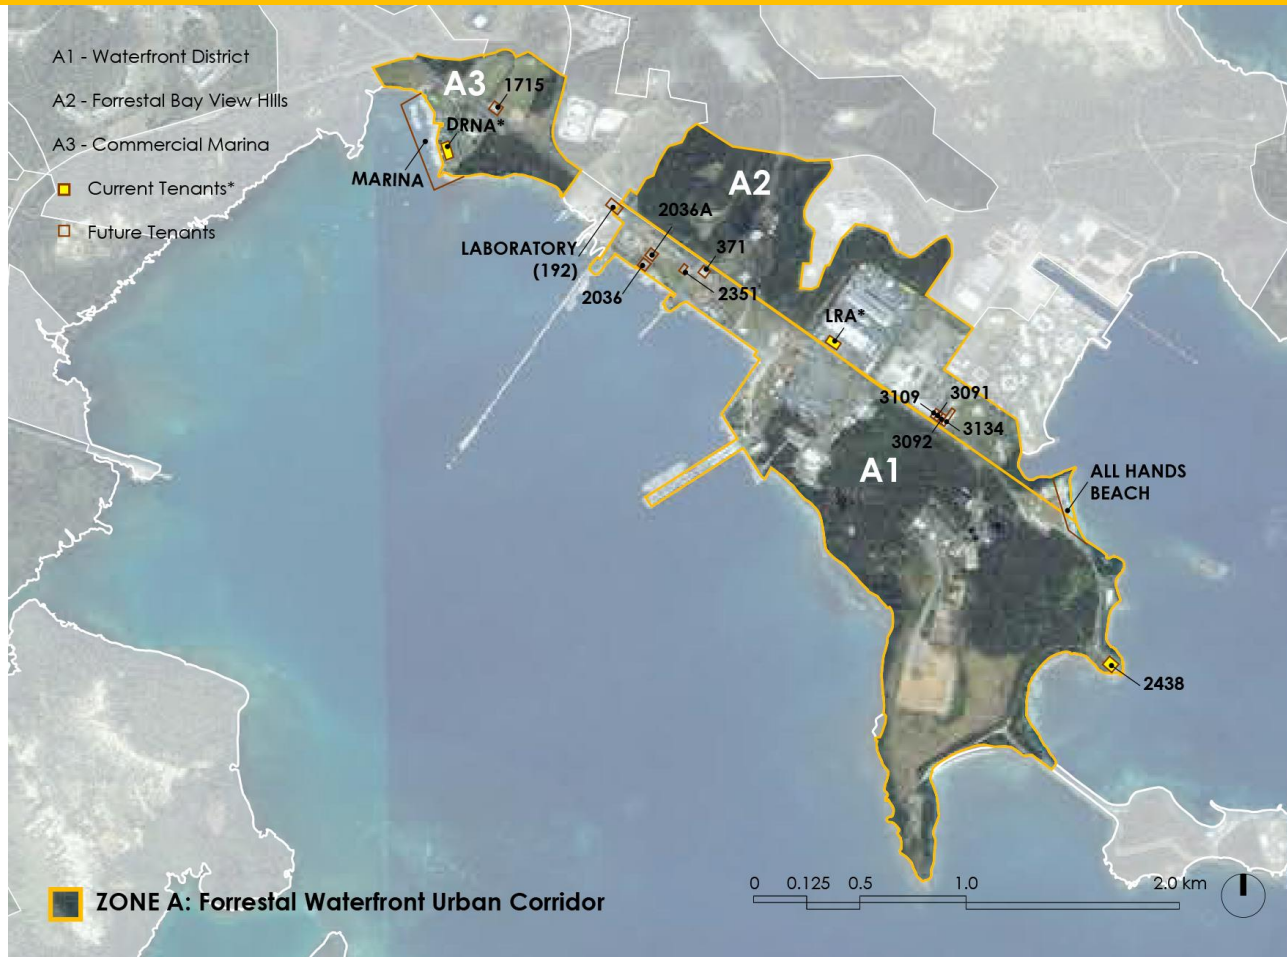 A1 - Waterfront District
A2 - Forrestal Bay View HIlls
A3 - Commercial Marina
Current Tenants*
Future Tenants
A3
1715
DRNA*
MARINA
A2
2036A
LABORATORY
(192)
371
2036
2351
LRA*
3109
3091
3092
3134
A1
ALL HANDS
BEACH
2438
ZONE A: Forrestal Waterfront Urban Corridor
0 0.125 0.5 1.0 2.0 km